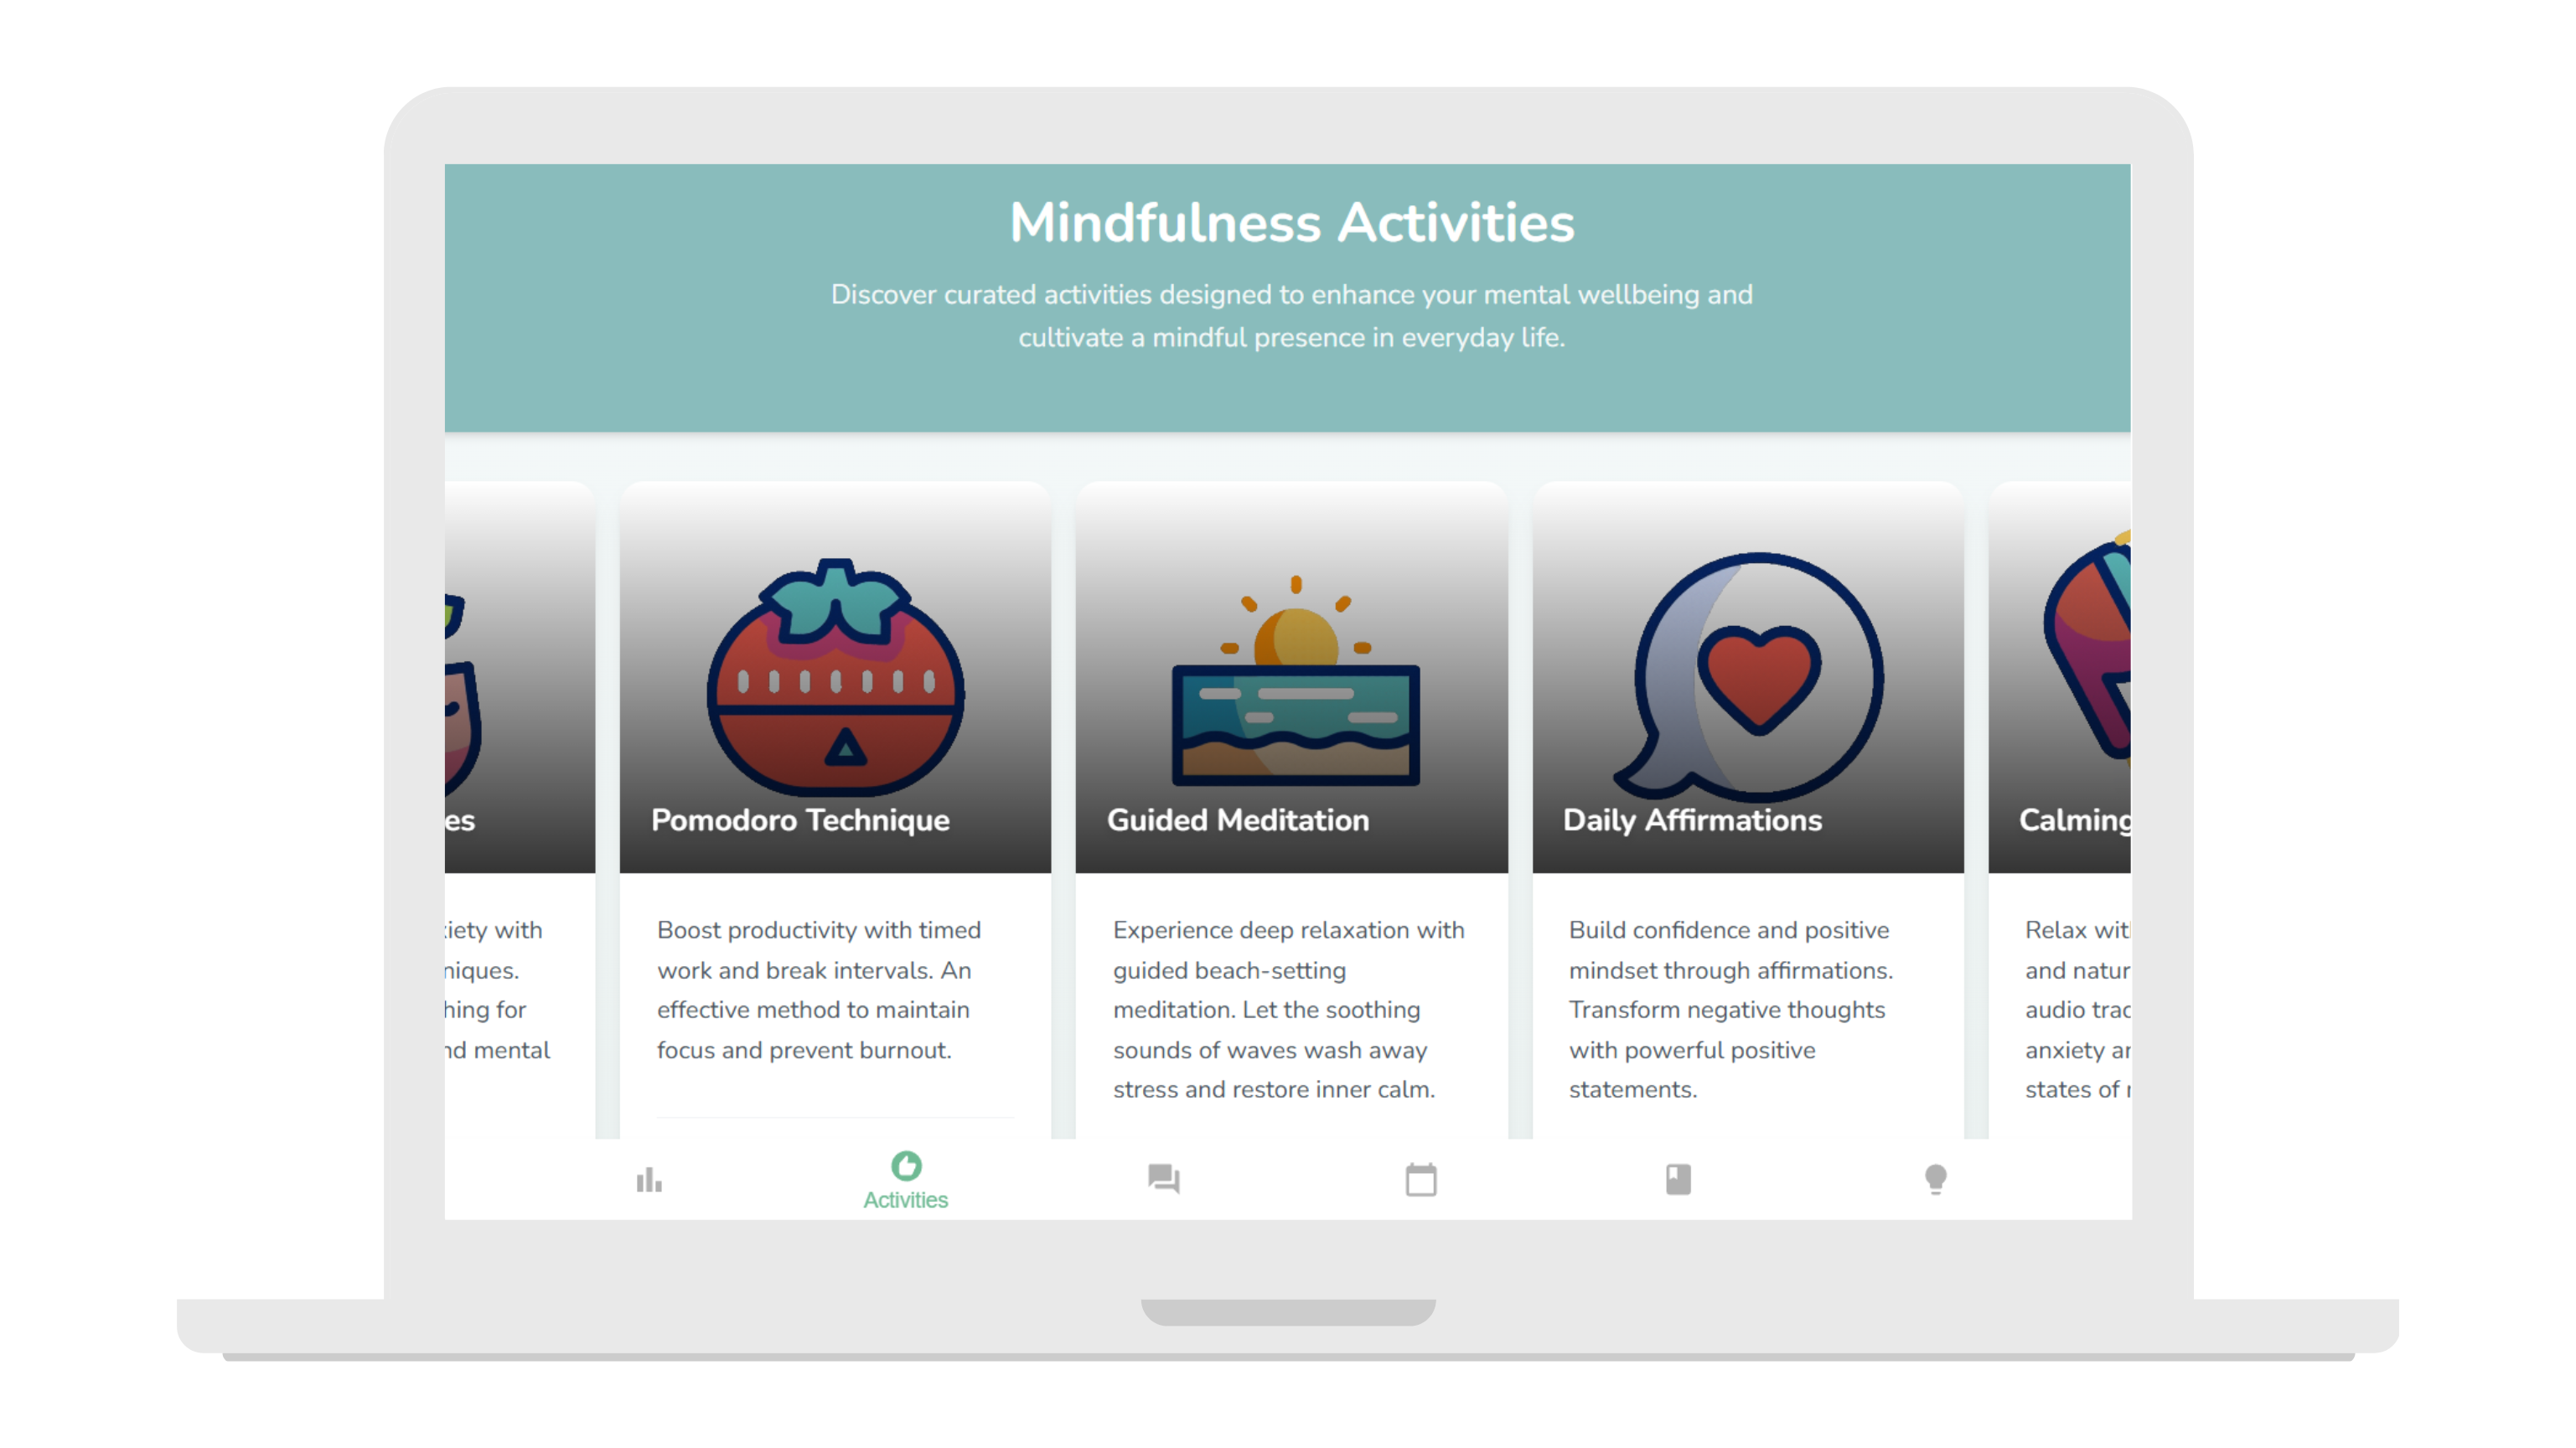 Mindfulness Activities
Discover curated activities designed to enhance your mental wellbeing and
cultivate a mindful presence in everyday life.
es
iety with
niques.
hing for
nd mental
Pomodoro Technique
Boost productivity with timed
work and break intervals. An
effective method to maintain
focus and prevent burnout.
Guided Meditation
Experience deep relaxation with
guided beach-setting
meditation. Let the soothing
sounds of waves wash away
stress and restore inner calm.
Daily Affirmations
Build confidence and positive
mindset through affirmations.
Transform negative thoughts
with powerful positive
statements.
Calming
Relax wit
and natur
audio trac
anxiety ar
states of
Activities